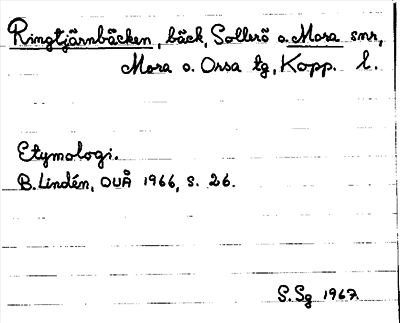 Ringtjärnbäcken, bäck, Sollerö o. Mora snr,
Mora o. Orsa tg, Kopp. l.
Etymologi.
B. Lindén, OUÅ 1966, s. 26.
S. Sg 1967